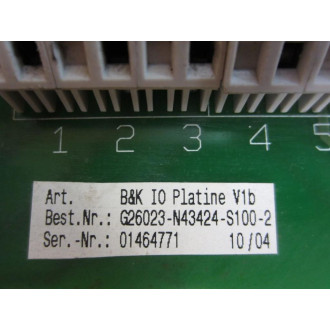 1 2 3 4 5
Art. B&K IO Platine V1b
Best.Nr.: G26023-N43424-S100-2
Ser.-Nr.: 01464771 10/04